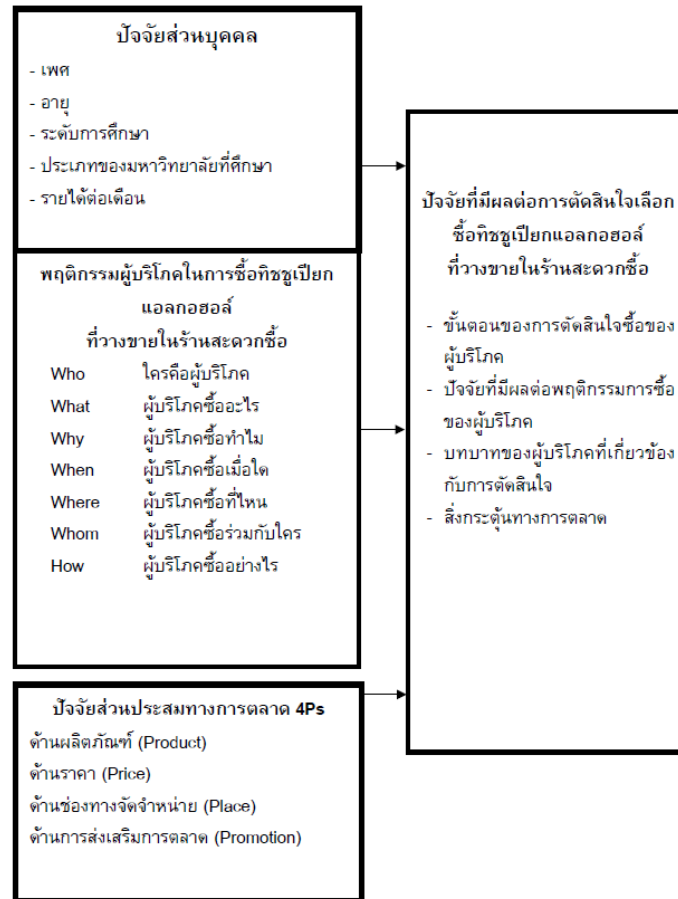 ปัจจัยส่วนบุคคล
- เพศ
- อายุ
- ระดับการศึกษา
- ประเภทของมหาวิทยาลัยที่ศึกษา
- รายได้ต่อเดือน
พฤติกรรมผู้บริโภคในการซื้อทิชชูเปียก
แอลกอฮอล์
ที่วางขายในร้านสะดวกซื้อ
Who ใครคือผู้บริโภค
What ผู้บริโภคซื้ออะไร
Why ผู้บริโภคซื้อทำไม
When ผู้บริโภคซื้อเมื่อใด
Where ผู้บริโภคซื้อที่ไหน
Whom ผู้บริโภคซื้อร่วมกับใคร
How ผู้บริโภคซื้ออย่างไร
ปัจจัยส่วนประสมทางการตลาด 4Ps
ด้านผลิตภัณฑ์ (Product)
ด้านราคา (Price)
ด้านช่องทางจัดจำหน่าย (Place)
ด้านการส่งเสริมการตลาด (Promotion)
ปัจจัยที่มีผลต่อการตัดสินใจเลือก
ซื้อทิชชูเปียกแอลกอฮอล์
ที่วางขายในร้านสะดวกซื้อ
- ขั้นตอนของการตัดสินใจซื้อของ
ผู้บริโภค
- ปัจจัยที่มีผลต่อพฤติกรรมการซื้อ
ของผู้บริโภค
- บทบาทของผู้บริโภคที่เกี่ยวข้อง
กับการตัดสินใจ
- สิ่งกระตุ้นทางการตลาด